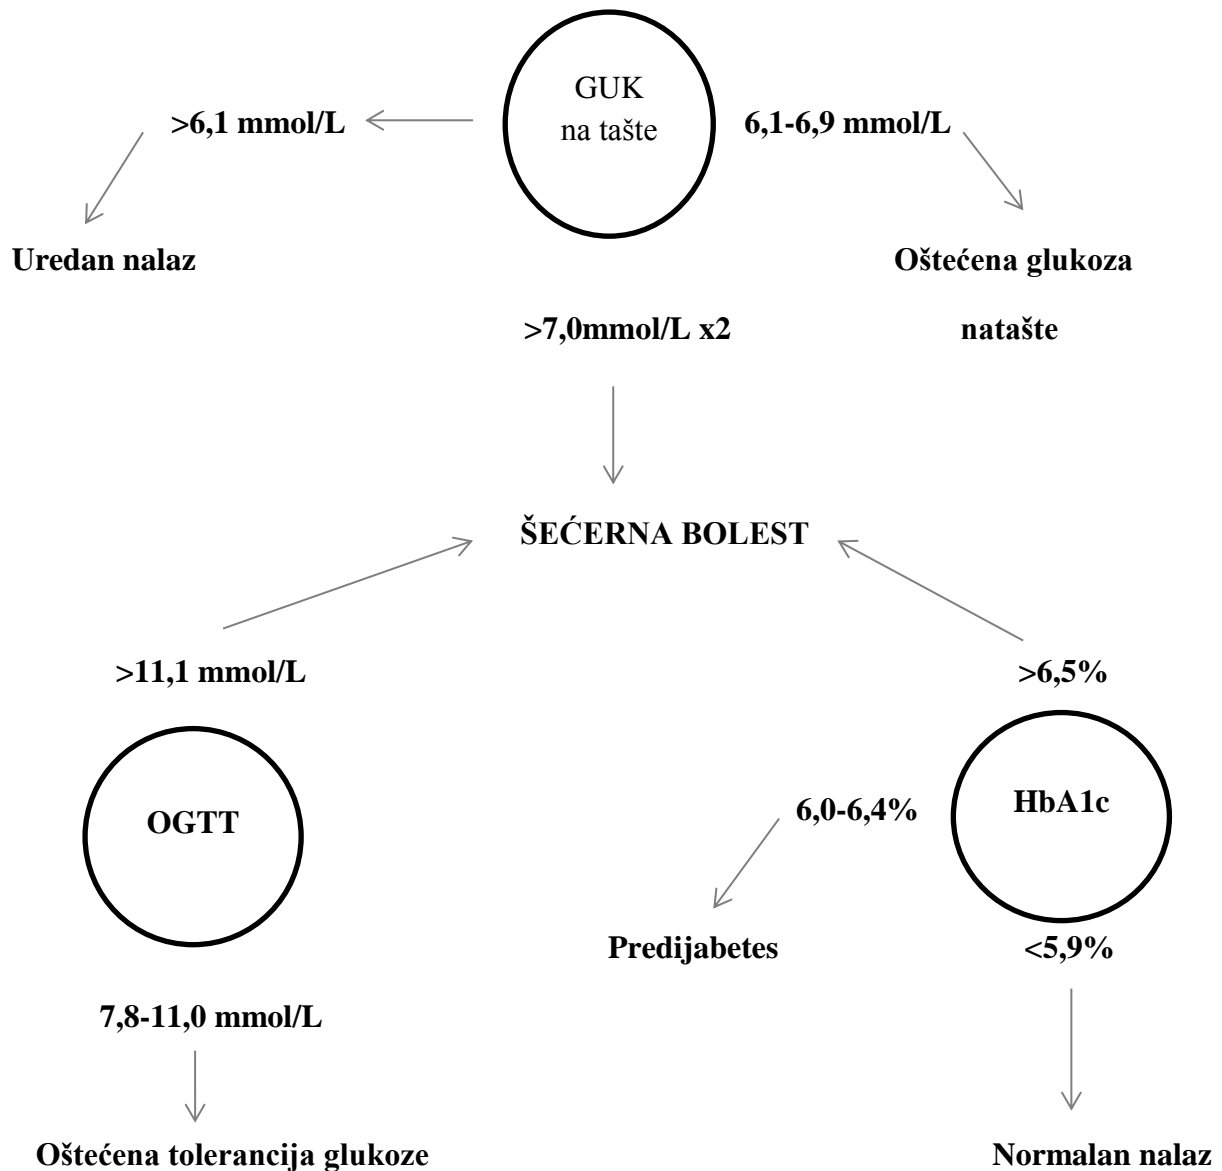 GUK
na tašte
>6,1 mmol/L
6,1-6,9 mmol/L
Uredan nalaz
Oštećena glukoza
natašte
>7,0mmol/L x2
ŠEĆERNA BOLEST
>11,1 mmol/L
>6,5%
OGTT
6,0-6,4%
HbA1c
Predijabetes
<5,9%
7,8-11,0 mmol/L
Oštećena tolerancija glukoze
Normalan nalaz